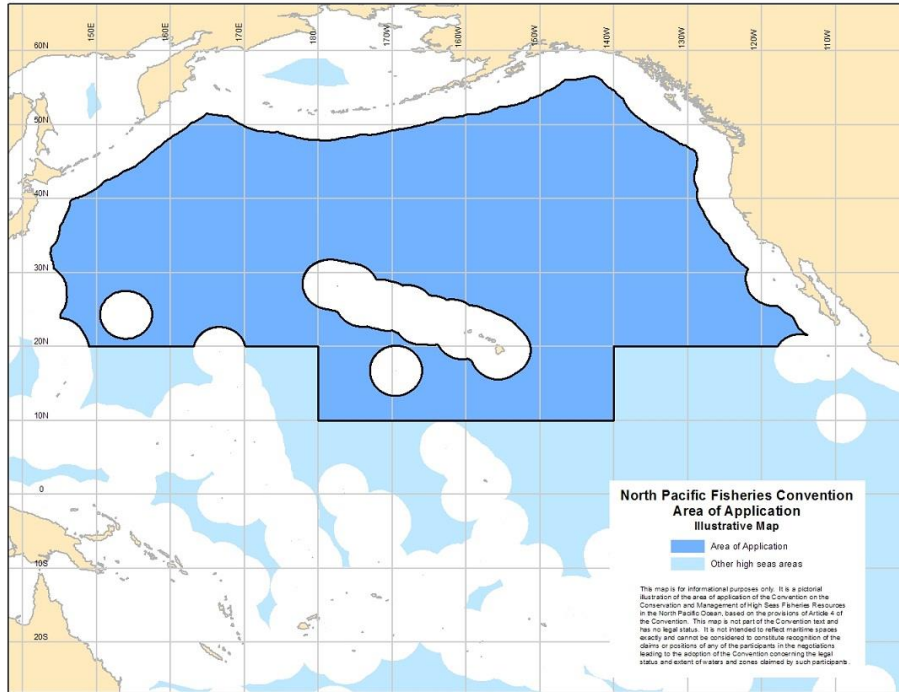 150E 160E 170E 180 170W 160W 150W 140W 130W 120W 110W
60N
50N
40N
30N
20N
10N
0
10S
20S
North Pacific Fisheries Convention
Area of Application
Illustrative Map
Area of Application
Other high seas areas
This map is for informational purposes only. It is a pictorial
illustration of the area of application of the Convention on the
Conservation and Management of High Seas Fisheries Resources
in the North Pacific Ocean, based on the provisions of Article 4 of
the Convention. This map is not part of the Convention text and
has no legal status. It is not intended to reflect maritime spaces
exactly and cannot be considered to constitute recognition of the
claims or positions of any of the participants in the negotiations
leading to the adoption of the Convention concerning the legal
status and extent of waters and zones claimed by such participants.